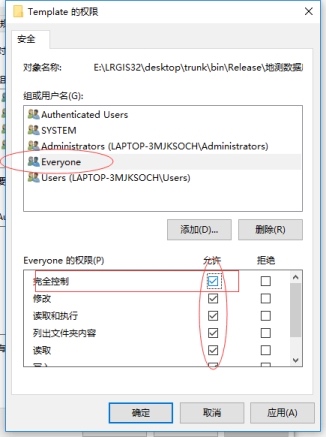 Template 的权限
安全
对象名称: E:\LRGIS32\desktop\trunk\bin\Release\地测数据
组或用户名(G):
Authenticated Users
SYSTEM
Administrators (LAPTOP-3MJKSOCH\Administrators)
Everyone
Users (LAPTOP-3MJKSOCH\Users)
添加(D)... 删除(R)
Everyone 的权限(P) 允许 拒绝
完全控制
修改
读取和执行
列出文件夹内容
读取
确定 取消 应用(A)